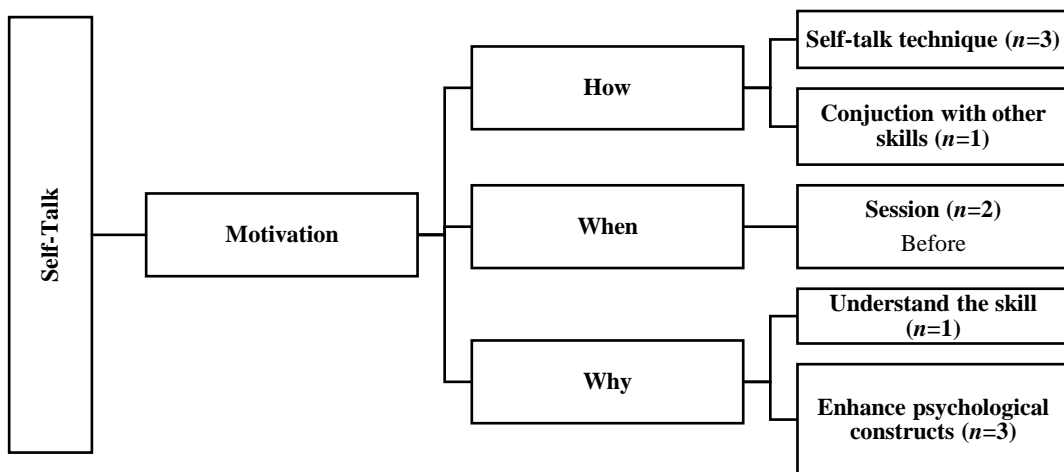 Self-Talk
Motivation
How
Self-talk technique (n=3)
Conjuction with other
skills (n=1)
When
Session (n=2)
Before
Why
Understand the skill
(n=1)
Enhance psychological
constructs (n=3)